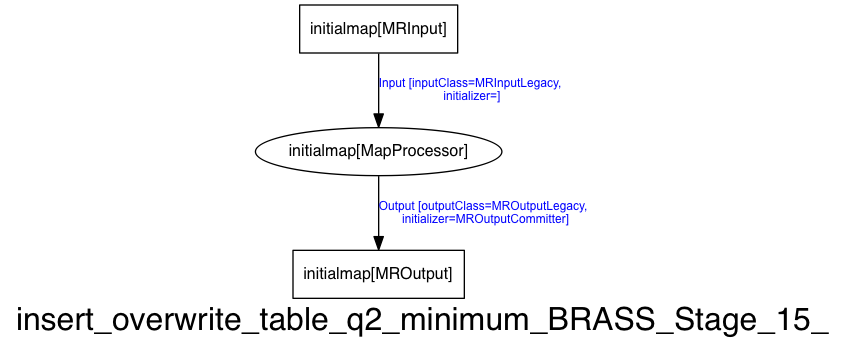 initialmap[MRInput]
Input [inputClass=MRInputLegacy,
initializer=]
initialmap[MapProcessor]
Output [outputClass=MROutputLegacy,
initializer=MROutputCommitter]
initialmap[MROutput]
insert_overwrite_table_q2_minimum_BRASS_Stage_15_